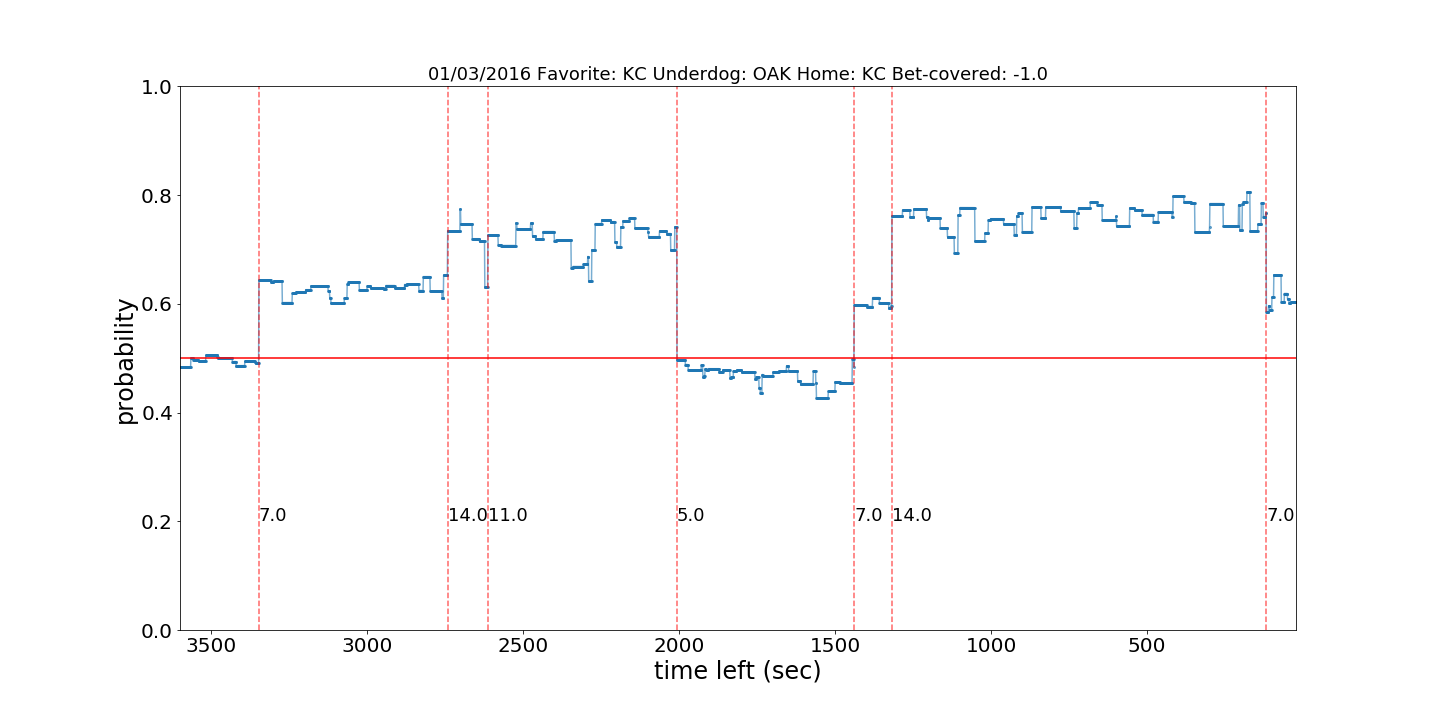 01/03/2016 Favorite: KC Underdog: OAK Home: KC Bet-covered: -1.0
1.0
0.8
0.6
0.4
0.2
0.0
probability
7.0 14.0 11.0 5.0 7.0 14.0 7.0
3500 3000 2500 2000 1500 1000 500
time left (sec)